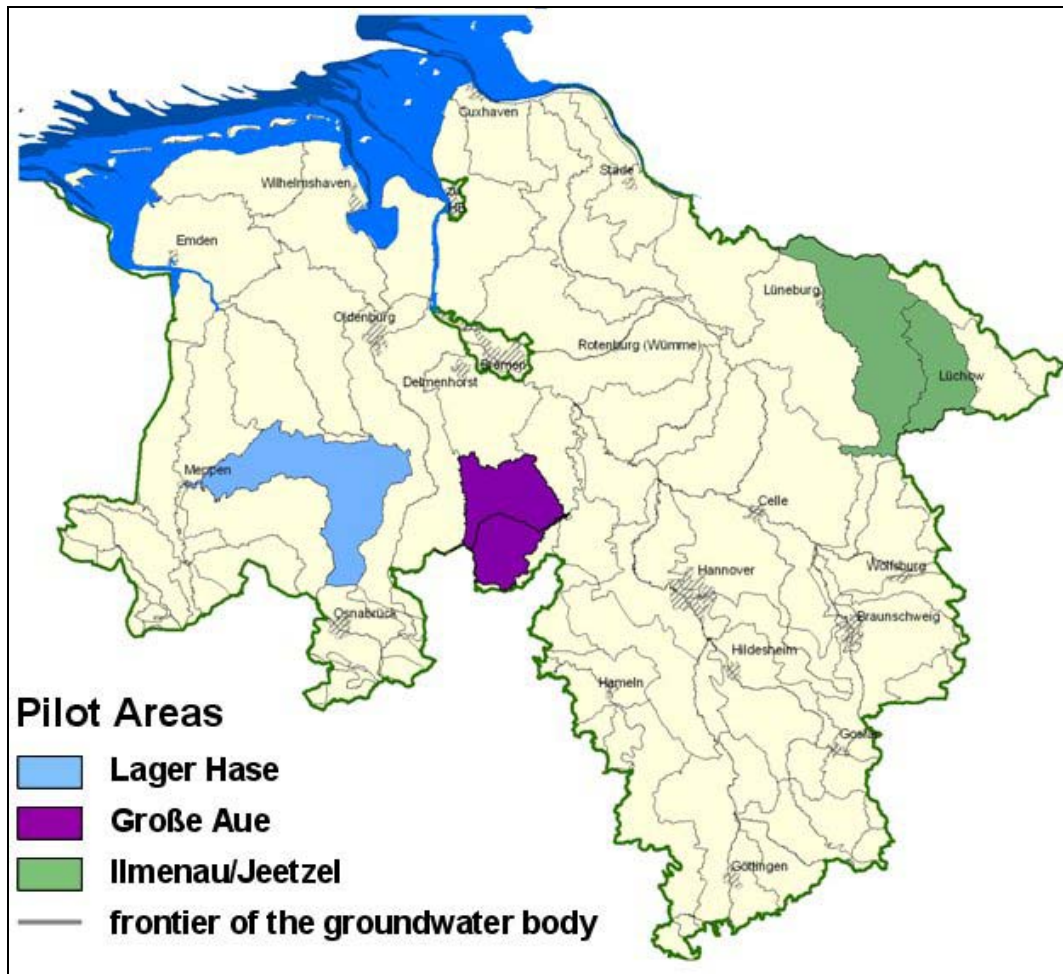 Cuxhaven
Stade
Wilhelmshaven
HB
Emden
Lüneburg
Oldenburg
Rotenburg (Wümme)
Bremen
Delmenhorst
Lüchow
Meppen
Celle
Hannover
Wolfsburg
Osnabrück
Braunschweig
Hildesheim
Hameln
Goslar
Göttingen
Pilot Areas
Lager Hase
Große Aue
Ilmenau/Jeetzel
frontier of the groundwater body